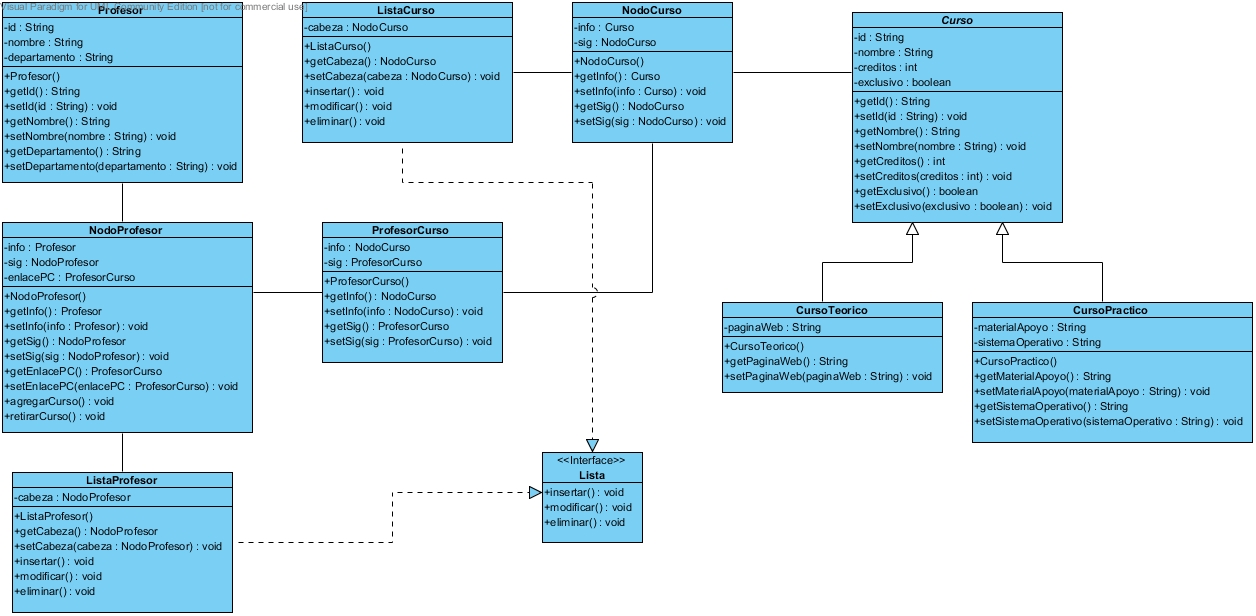 Visual Paradigm for UML Community Edition [not for commercial use]
Profesor
-id : String
-nombre : String
-departamento : String
+Profesor()
+getId() : String
+setId(id : String) : void
+getNombre() : String
+setNombre(nombre : String) : void
+getDepartamento() : String
+setDepartamento(departamento : String) : void
ListaCurso
-cabeza : NodoCurso
+ListaCurso()
+getCabeza() : NodoCurso
+setCabeza(cabeza : NodoCurso) : void
+insertar() : void
+modificar() : void
+eliminar() : void
NodoCurso
-info : Curso
-sig : NodoCurso
+NodoCurso()
+getInfo() : Curso
+setInfo(info : Curso) : void
+getSig() : NodoCurso
+setSig(sig : NodoCurso) : void
Curso
-id : String
-nombre : String
-creditos : int
-exclusivo : boolean
+getId() : String
+setId(id : String) : void
+getNombre() : String
+setNombre(nombre : String) : void
+getCreditos() : int
+setCreditos(creditos : int) : void
+getExclusivo() : boolean
+setExclusivo(exclusivo : boolean) : void
NodoProfesor
-info : Profesor
-sig : NodoProfesor
-enlacePC : ProfesorCurso
+NodoProfesor()
+getInfo() : Profesor
+setInfo(info : Profesor) : void
+getSig() : NodoProfesor
+setSig(sig : NodoProfesor) : void
+getEnlacePC() : ProfesorCurso
+setEnlacePC(enlacePC : ProfesorCurso) : void
+agregarCurso() : void
+retirarCurso() : void
ProfesorCurso
-info : NodoCurso
-sig : ProfesorCurso
+ProfesorCurso()
+getInfo() : NodoCurso
+setInfo(info : NodoCurso) : void
+getSig() : ProfesorCurso
+setSig(sig : ProfesorCurso) : void
CursoTeorico
-paginaWeb : String
+CursoTeorico()
+getPaginaWeb() : String
+setPaginaWeb(paginaWeb : String) : void
CursoPractico
-materialApoyo : String
-sistemaOperativo : String
+CursoPractico()
+getMaterialApoyo() : String
+setMaterialApoyo(materialApoyo : String) : void
+getSistemaOperativo() : String
+setSistemaOperativo(sistemaOperativo : String) : void
ListaProfesor
-cabeza : NodoProfesor
+ListaProfesor()
+getCabeza() : NodoProfesor
+setCabeza(cabeza : NodoProfesor) : void
+insertar() : void
+modificar() : void
+eliminar() : void
<<Interface>>
Lista
+insertar() : void
+modificar() : void
+eliminar() : void